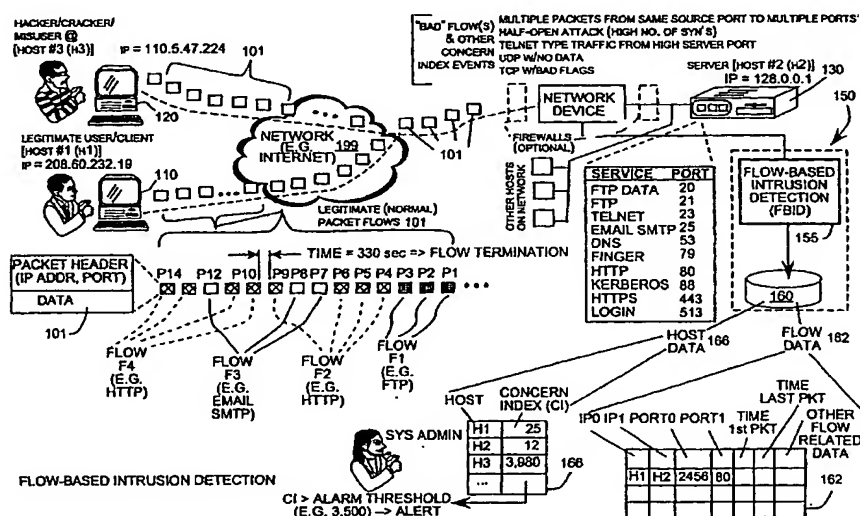 HACKER/CRACKER/
MISUSER @
[HOST #3 (H3)]
IP = 110.5.47.224
101
120
"BAD" FLOW(S)
& OTHER
CONCERN
INDEX EVENTS
MULTIPLE PACKETS FROM SAME SOURCE PORT TO MULTIPLE PORTS
HALF-OPEN ATTACK (HIGH NO. OF SYN'S)
TELNET TYPE TRAFFIC FROM HIGH SERVER PORT
UDP W/NO DATA
TCP W/BAD FLAGS
SERVER [HOST #2 (H2)]
IP = 128.0.0.1
130
150
LEGITIMATE USER/CLIENT
[HOST #1 (H1)]
IP = 208.60.232.19
110
NETWORK
(E.G. 199
INTERNET)
101
NETWORK
DEVICE
FIREWALLS
(OPTIONAL)
OTHER HOSTS
ON NETWORK
SERVICE PORT
FTP DATA 20
FTP 21
TELNET 23
EMAIL SMTP 25
DNS 53
FINGER 79
HTTP 80
KERBEROS 88
HTTPS 443
LOGIN 513
FLOW-BASED
INTRUSION
DETECTION
(FBID)
155
160
LEGITIMATE (NORMAL)
PACKET FLOWS 101
TIME = 330 sec => FLOW TERMINATION
PACKET HEADER
(IP ADDR, PORT)
DATA
101
P14 P12 P10 P9 P8 P7 P6 P5 P4 P3 P2 P1
FLOW
F4
(E.G.
HTTP)
FLOW
F3
(E.G.
EMAIL
SMTP)
FLOW
F2
(E.G.
HTTP)
FLOW
F1
(E.G.
FTP)
HOST 166
DATA
FLOW
DATA 162
HOST
CONCERN
INDEX (CI)
H1 25
H2 12
H3 3,980
...
166
SYS ADMIN
CI > ALARM THRESHOLD
(E.G. 3,500) → ALERT
IP0 IP1 PORT0 PORT1
TIME
1st PKT
TIME
LAST PKT
OTHER
FLOW
RELATED
DATA
H1 H2 2456 80
162
FLOW-BASED INTRUSION DETECTION